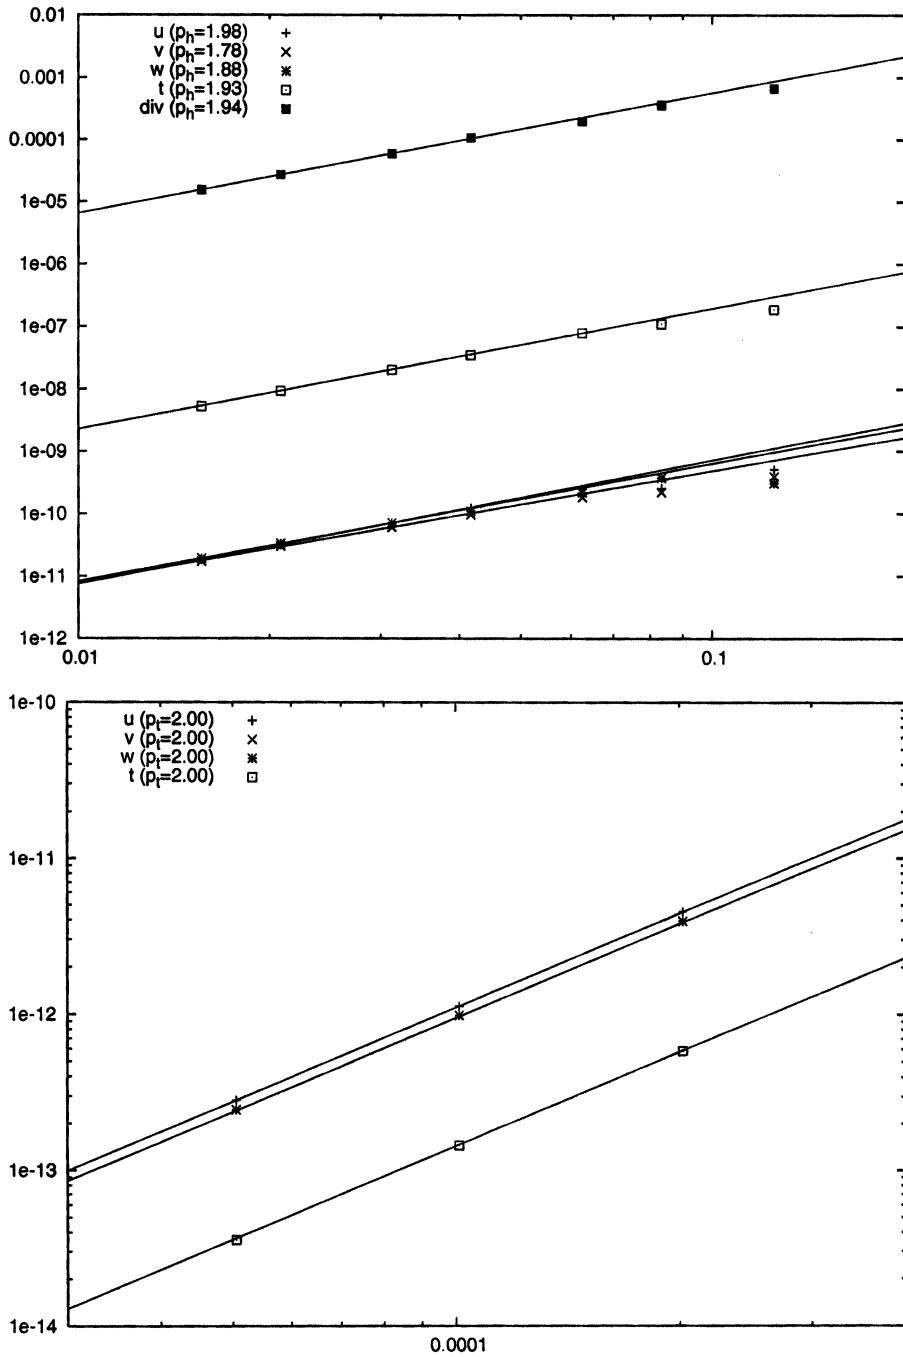 0.01
u (p_h=1.98) +
v (p_h=1.78) ×
0.001
w (p_h=1.88) ✳
t (p_h=1.93) □
div (p_h=1.94) ■
0.0001
1e-05
1e-06
1e-07
1e-08
1e-09
1e-10
1e-11
1e-12
0.01 0.1
1e-10
u (p_t=2.00) +
v (p_t=2.00) ×
w (p_t=2.00) ✳
t (p_t=2.00) □
1e-11
1e-12
1e-13
1e-14
0.0001